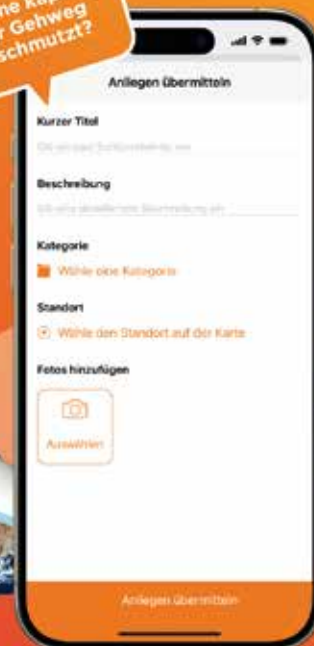 Gehweg
schmutzt?
Anliegen übermitteln
Kurzer Titel
Beschreibung
Kategorie
Wähle eine Kategorie
Standort
Wähle den Standort auf der Karte
Fotos hinzufügen
Auswählen
Anliegen übermitteln